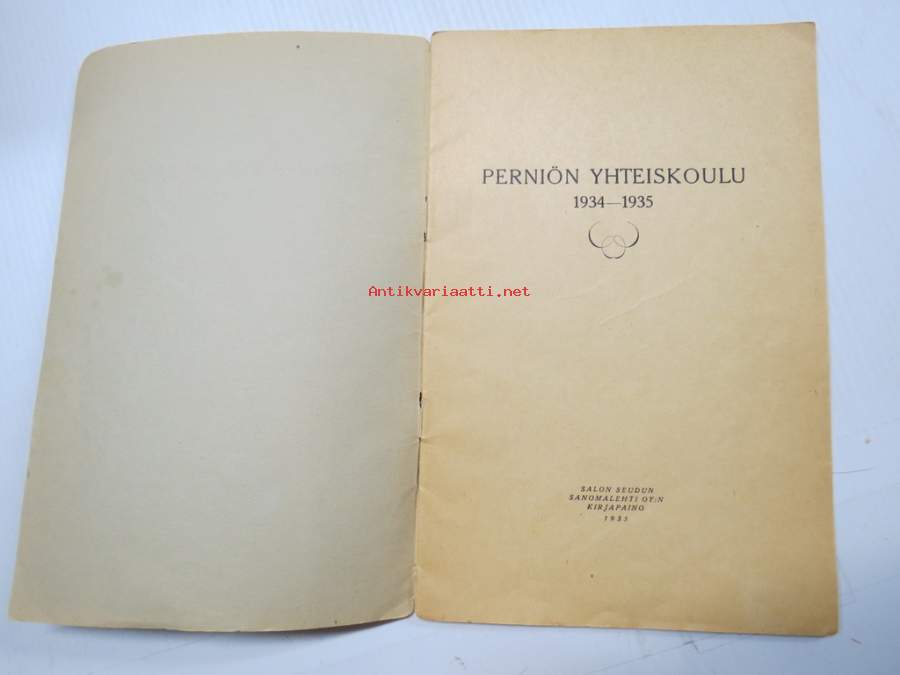 PERNIÖN YHTEISKOULU
1934—1935
Antikvariaatti.net
SALON SEUDUN
SANOMALEHTI OY:N
KIRJAPAINO
1935